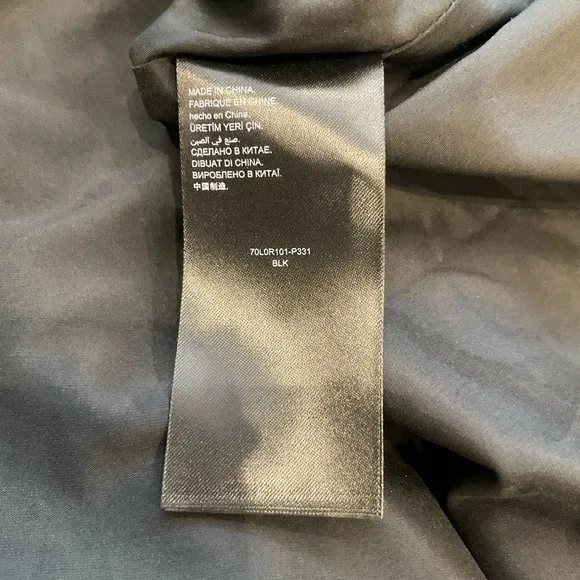 MADE IN CHINA.
FABRIQUE EN CHINE.
hecho en China.
ÜRETİM YERİ ÇİN.
صنع في الصين.
СДЕЛАНО В КИТАЕ.
DIBUAT DI CHINA.
ВИРОБЛЕНО В КИТАЇ.
中国制造.
70L0R101-P331
BLK